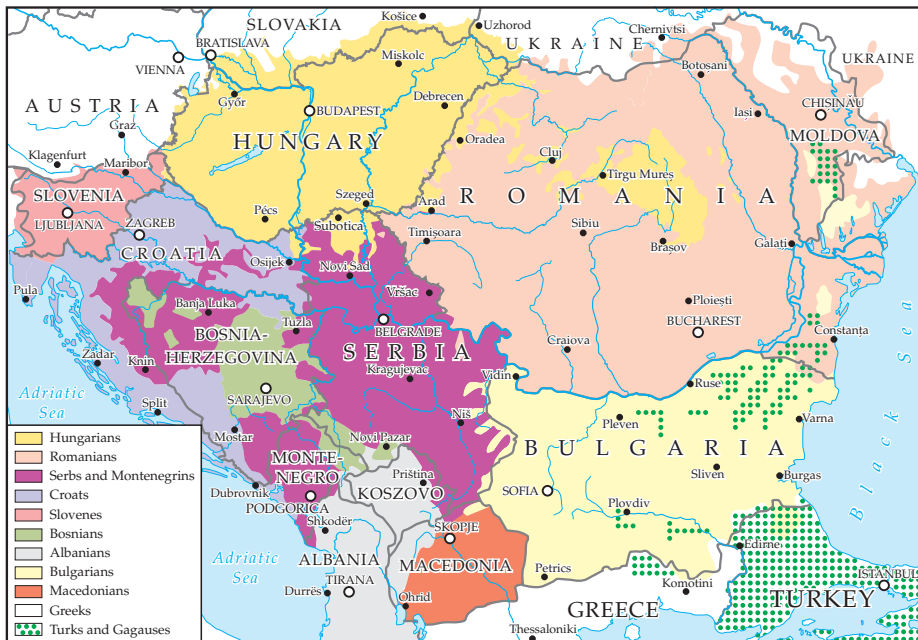 SLOVAKIA
Košice
Uzhorod
UKRAINE
Chernivtsi
BRATISLAVA
VIENNA
Miskolc
Botosani
UKRAINE
AUSTRIA
Győr
BUDAPEST
Debrecen
CHISINĂU
Graz
HUNGARY
Iași
MOLDOVA
Oradea
Klagenfurt
Maribor
Cluj
Tîrgu Mureș
SLOVENIA
LJUBLJANA
ZAGREB
Pécs
Szeged
Arad
ROMANIA
Subotica
Timișoara
Sibiu
Brașov
Galați
CROATIA
Osijek
Novi Sad
Pula
Vršac
Banja Luka
Tuzla
BELGRADE
Ploiești
BUCHAREST
BOSNIA-
HERZEGOVINA
SERBIA
Craiova
Constanța
Zadar
Knin
Kragujevac
Vidin
Ruse
Adriatic
Sea
SARAJEVO
Split
Niš
Pleven
Varna
Black Sea
Mostar
Novi Pazar
BULGARIA
MONTE-
NEGRO
Priština
KOSZOVO
Sliven
Burgas
Dubrovnik
PODGORICA
SOFIA
Plovdiv
Shkodër
SKOPJE
Edirne
Adriatic
Sea
ALBANIA
TIRANA
Durrës
MACEDONIA
Petrics
Komotini
ISTANBUL
Ohrid
GREECE
TURKEY
Thessaloniki
Hungarians
Romanians
Serbs and Montenegrins
Croats
Slovenes
Bosnians
Albanians
Bulgarians
Macedonians
Greeks
Turks and Gagauses